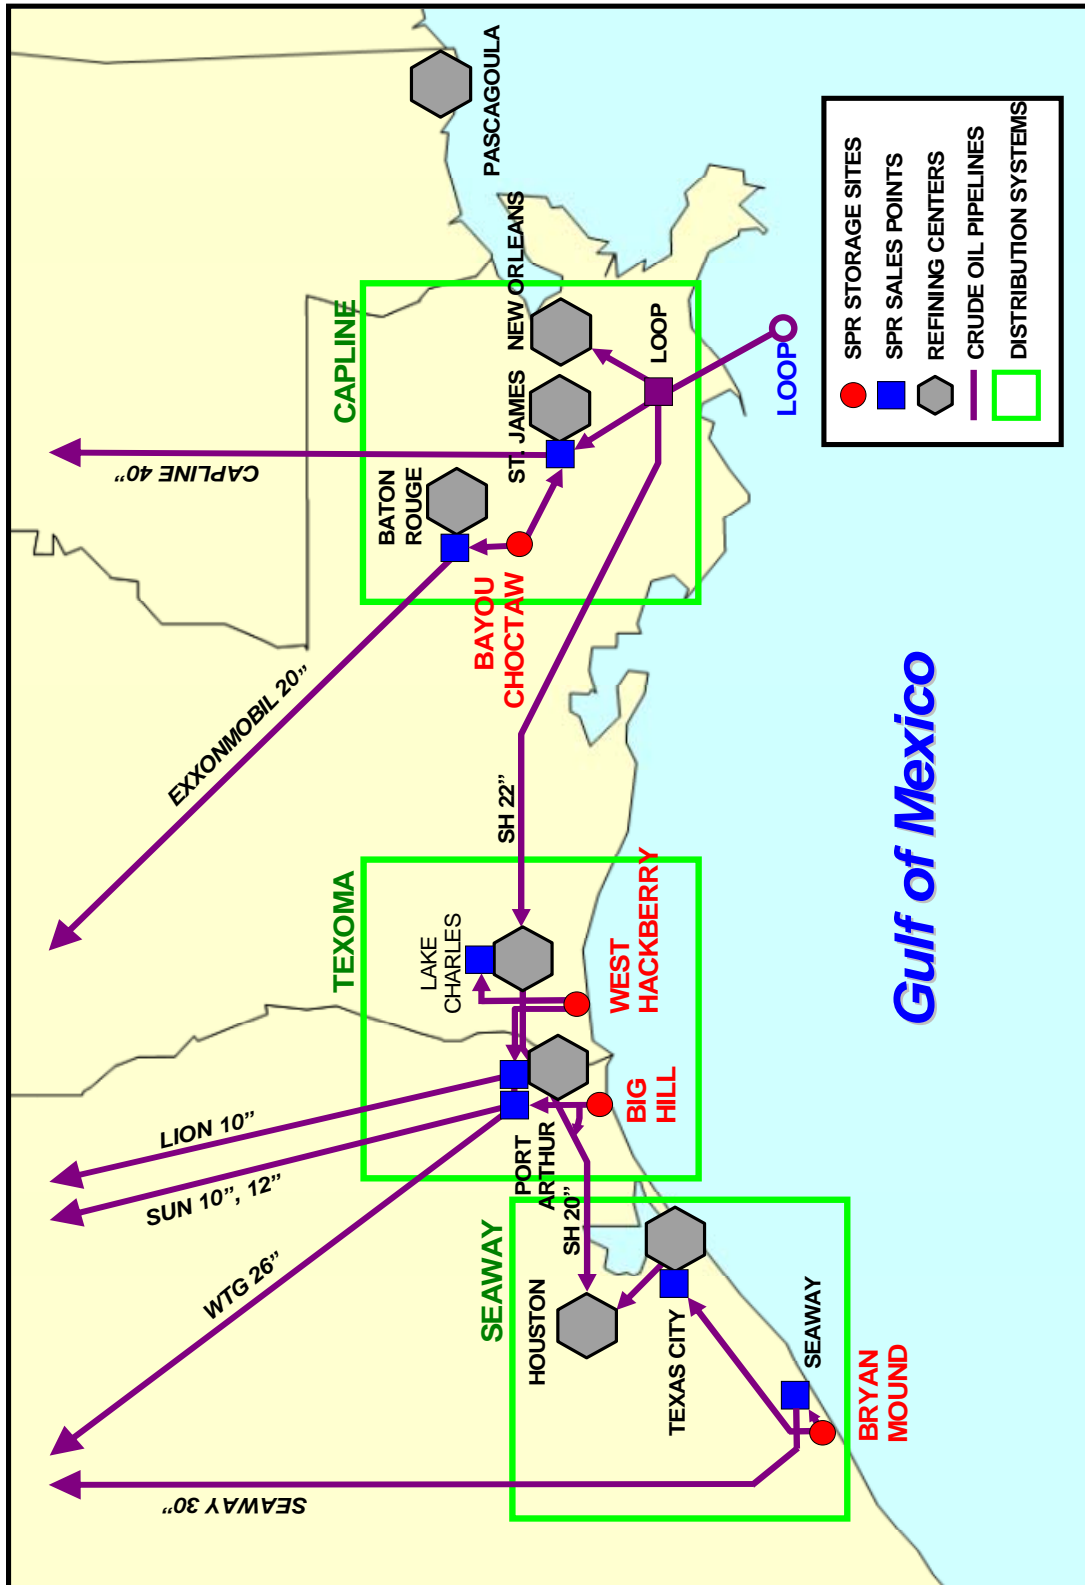 SEAWAY 30”
WTG 26”
SUN 10”, 12”
LION 10”
EXXONMOBIL 20”
CAPLINE 40”
SEAWAY
TEXOMA
CAPLINE
HOUSTON
TEXAS CITY
SEAWAY
BRYAN
MOUND
SH 20”
PORT
ARTHUR
BIG
HILL
LAKE
CHARLES
WEST
HACKBERRY
SH 22”
BATON
ROUGE
BAYOU
CHOCTAW
ST. JAMES
NEW ORLEANS
LOOP
LOOP
PASCAGOULA
Gulf of Mexico
SPR STORAGE SITES
SPR SALES POINTS
REFINING CENTERS
CRUDE OIL PIPELINES
DISTRIBUTION SYSTEMS